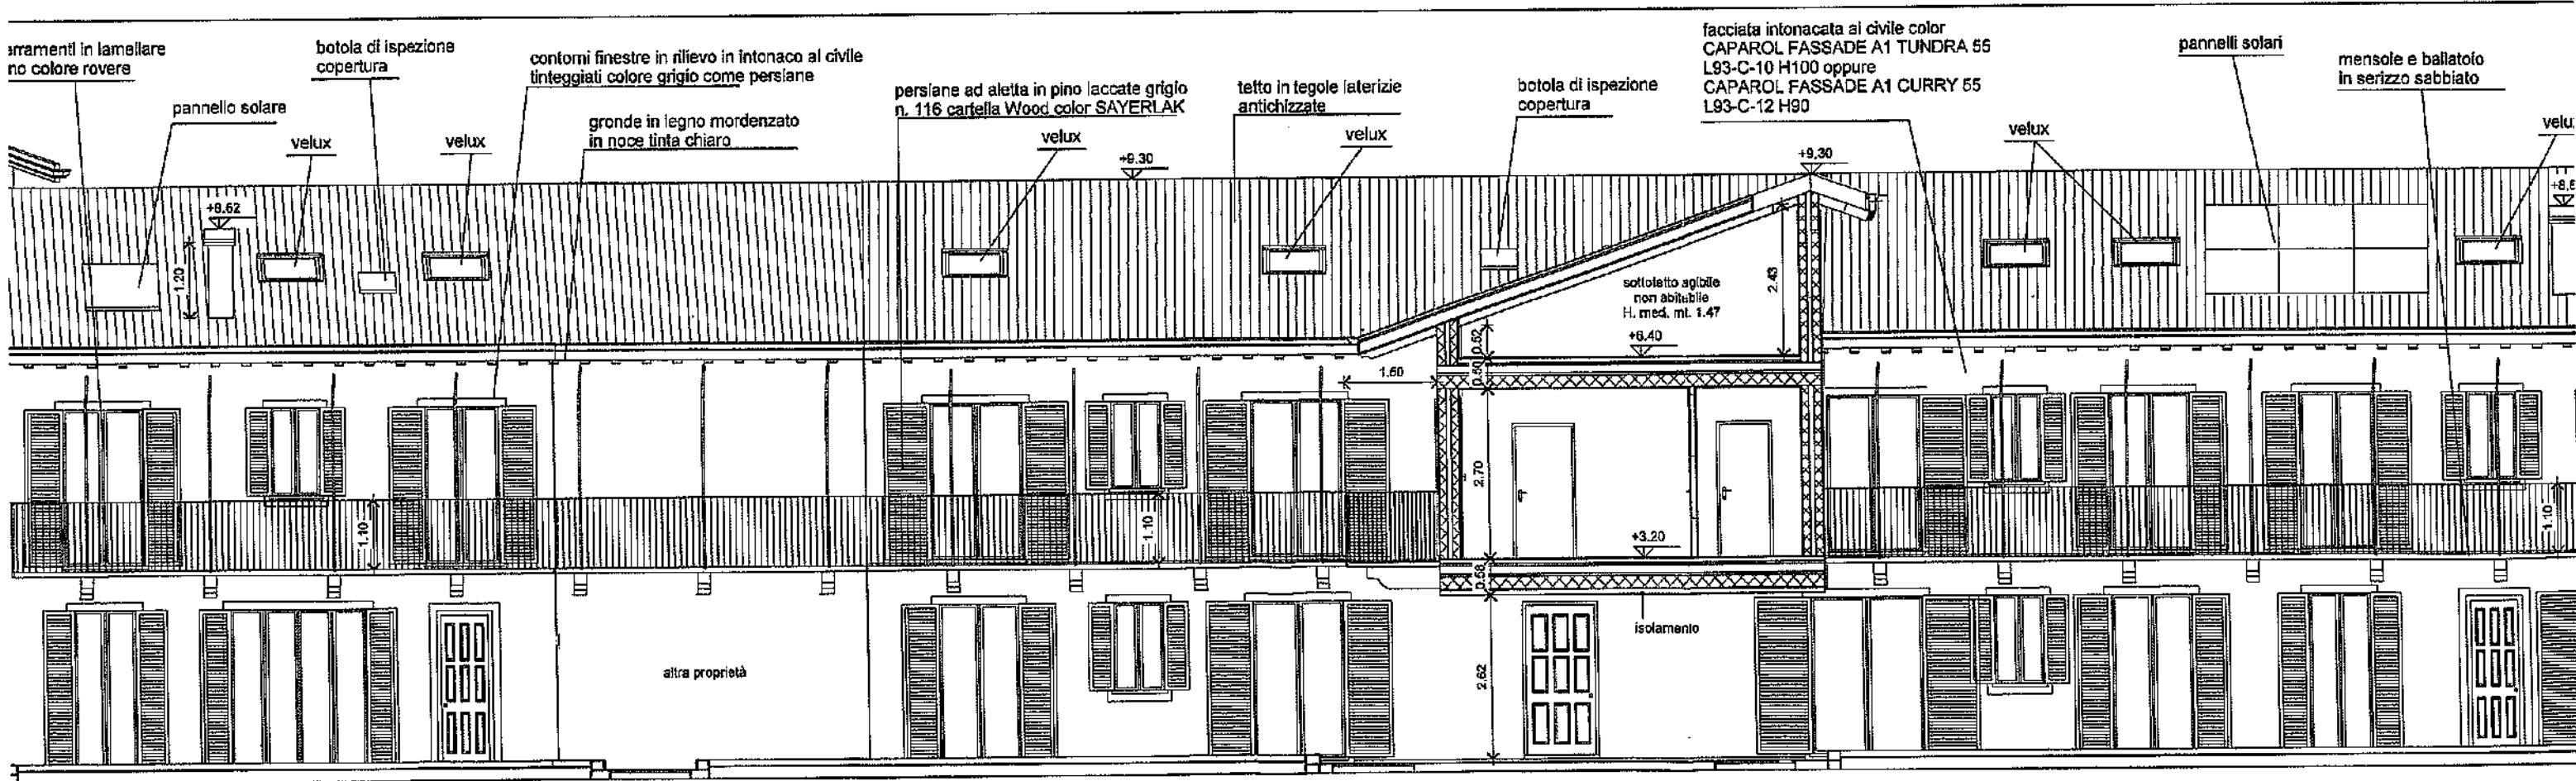 rramenti in lamellare
no colore rovere
botola di ispezione
copertura
contorni finestre in rilievo in intonaco al civile
tinteggiati colore grigio come persiane
pannello solare
velux
velux
gronde in legno mordenzato
in noce tinta chiaro
persiane ad aletta in pino laccate grigio
n. 116 cartella Wood color SAYERLAK
velux
tetto in tegole laterizie
antichizzate
velux
botola di ispezione
copertura
facciata intonacata al civile color
CAPAROL FASSADE A1 TUNDRA 55
L93-C-10 H100 oppure
CAPAROL FASSADE A1 CURRY 55
L93-C-12 H90
velux
pannelli solari
mensole e ballatoio
in serizzo sabbiato
velu
+9.30
+9.30
+8.62
+8.6
1.20
2.43
sottotetto agibile
non abitabile
H. med. mt. 1.47
0.52
+6.40
1.60
0.50
2.70
1.10
1.10
1.10
+3.20
0.58
isolamento
2.62
altra proprietà